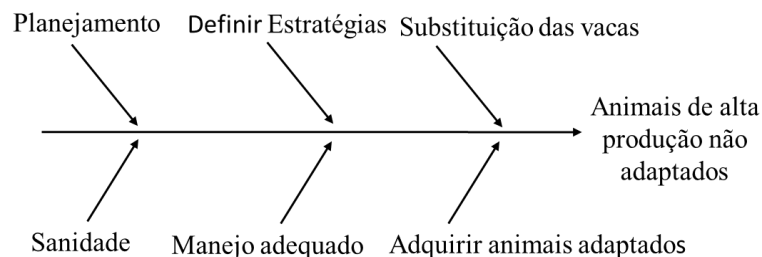 Planejamento
Definir Estratégias
Substituição das vacas
Animais de alta
produção não
adaptados
Sanidade
Manejo adequado
Adquirir animais adaptados